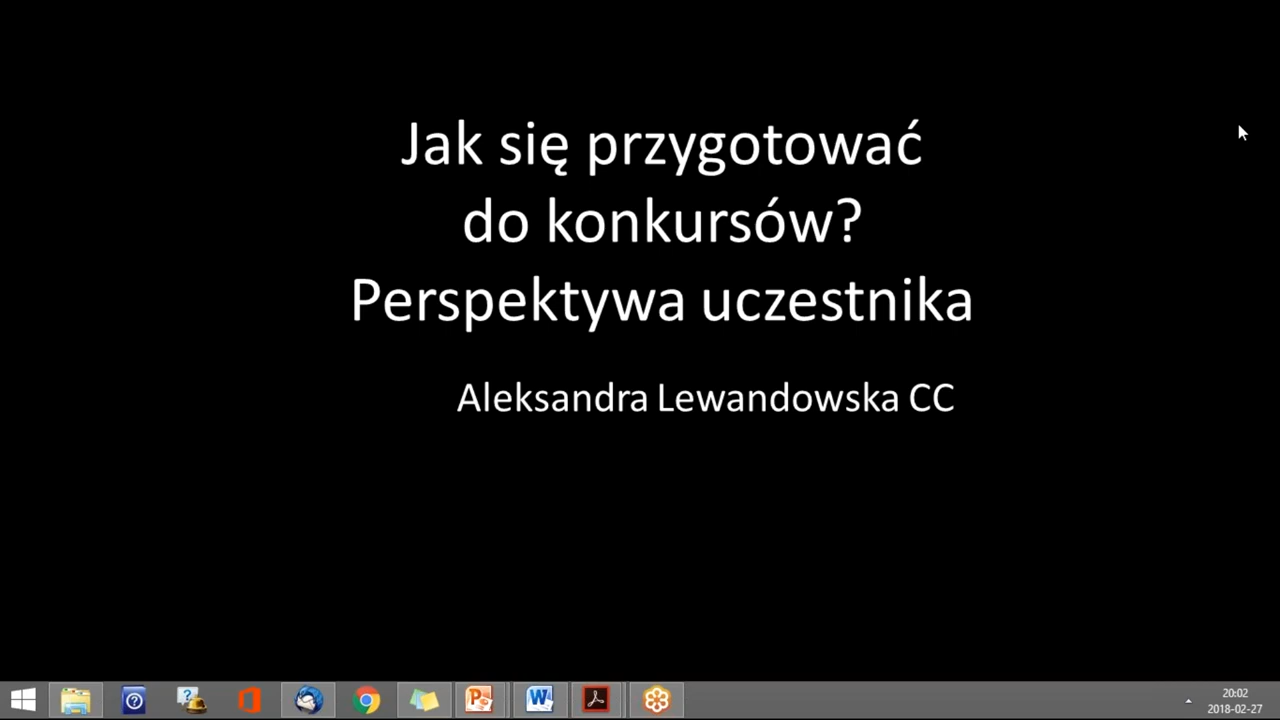 Jak się przygotować
do konkursów?
Perspektywa uczestnika
Aleksandra Lewandowska CC
20:02
2018-02-27